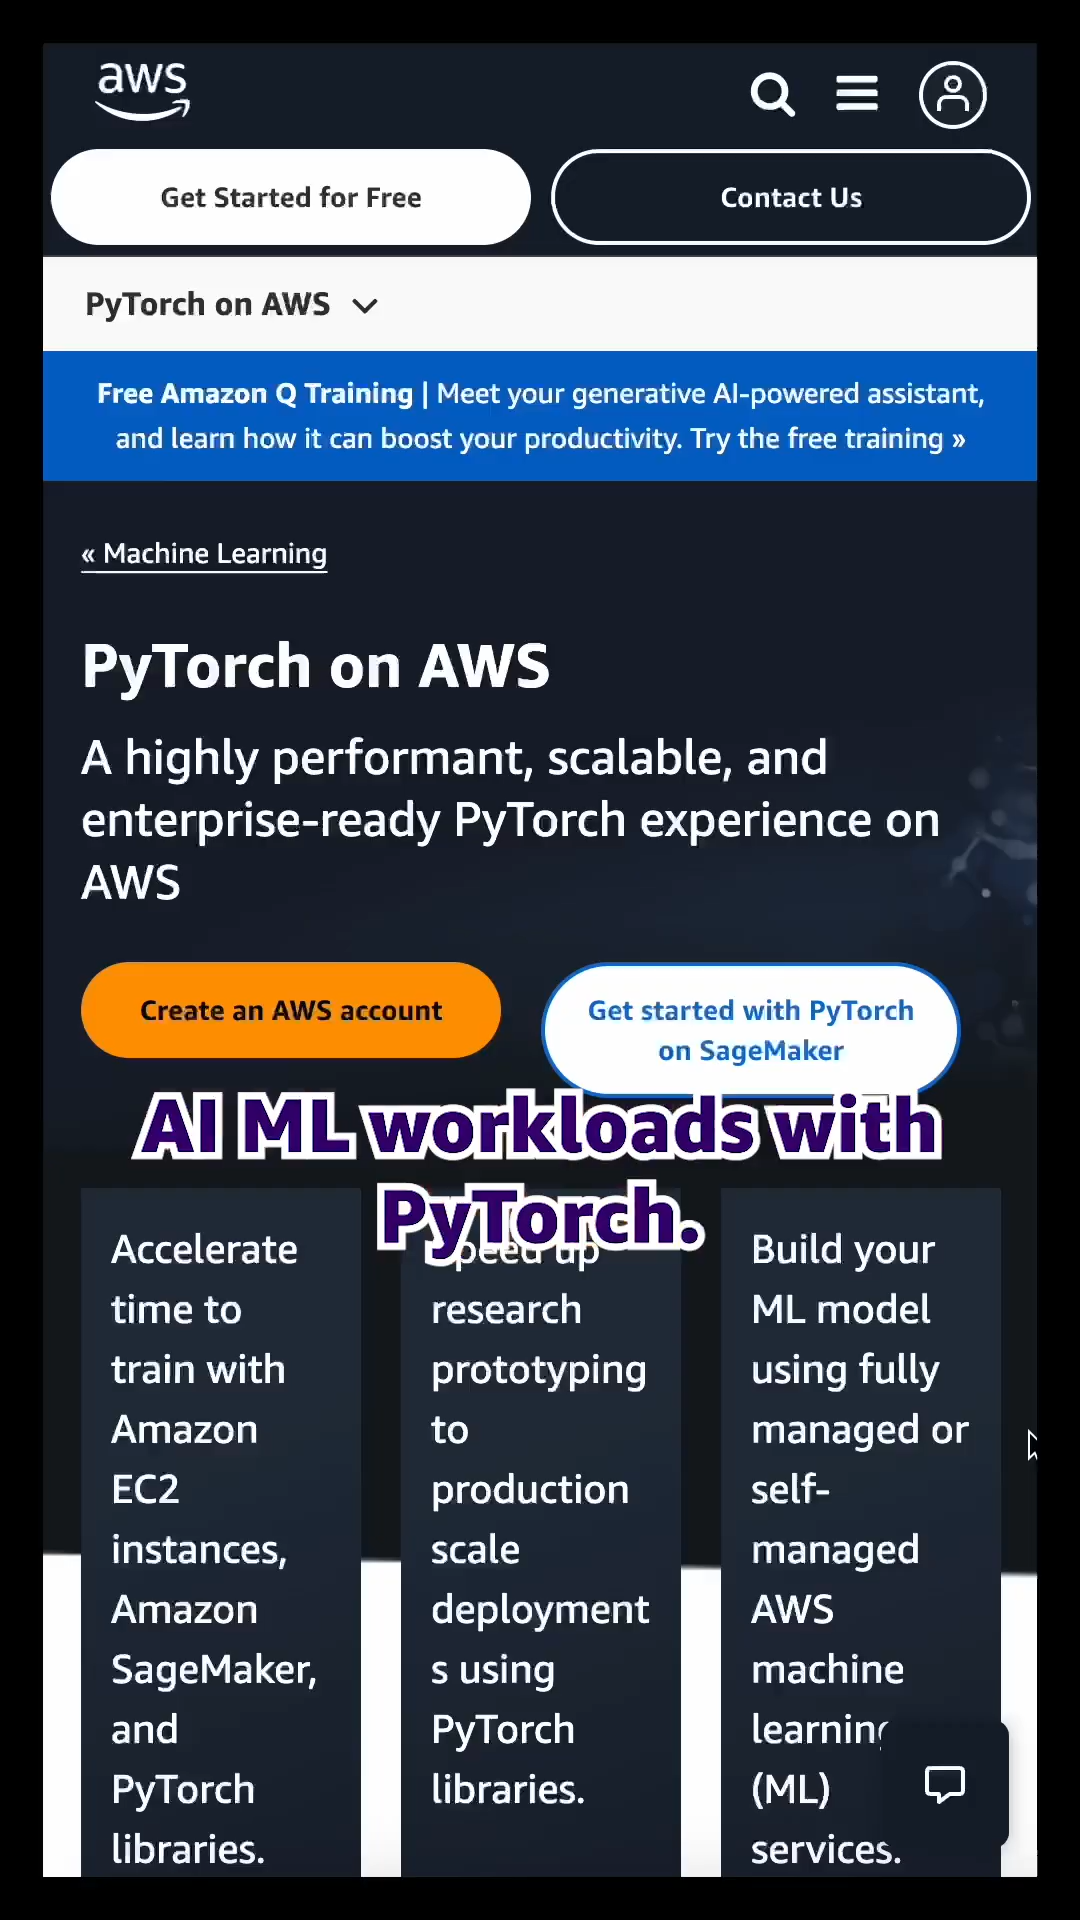 aws
Get Started for Free
Contact Us
PyTorch on AWS
Free Amazon Q Training | Meet your generative AI-powered assistant,
and learn how it can boost your productivity. Try the free training »
« Machine Learning
PyTorch on AWS
A highly performant, scalable, and
enterprise-ready PyTorch experience on
AWS
Create an AWS account
Get started with PyTorch
on SageMaker
AI ML workloads with
PyTorch.
Accelerate
time to
train with
Amazon
EC2
instances,
Amazon
SageMaker,
and
PyTorch
libraries.
Speed up
research
prototyping
to
production
scale
deployment
s using
PyTorch
libraries.
Build your
ML model
using fully
managed or
self-
managed
AWS
machine
learning
(ML)
services.